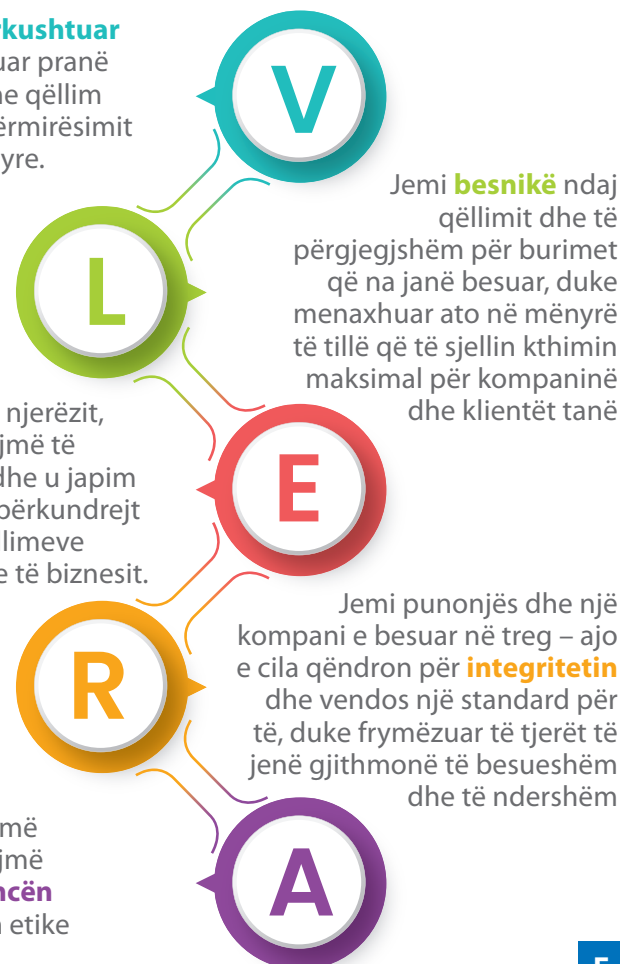 rkushtuar
uar pranë
he qëllim
ërmirësimit
yre.
V
Jemi besnikë ndaj
qëllimit dhe të
përgjegjshëm për burimet
që na janë besuar, duke
menaxhuar ato në mënyrë
të tillë që të sjellin kthimin
maksimal për kompaninë
dhe klientët tanë
L
njerëzit,
jmë të
dhe u japim
përkundrejt
limeve
e të biznesit.
E
Jemi punonjës dhe një
kompani e besuar në treg – ajo
e cila qëndron për integritetin
dhe vendos një standard për
të, duke frymëzuar të tjerët të
jenë gjithmonë të besueshëm
dhe të ndershëm
R
më
jmë
ncën
etike
A